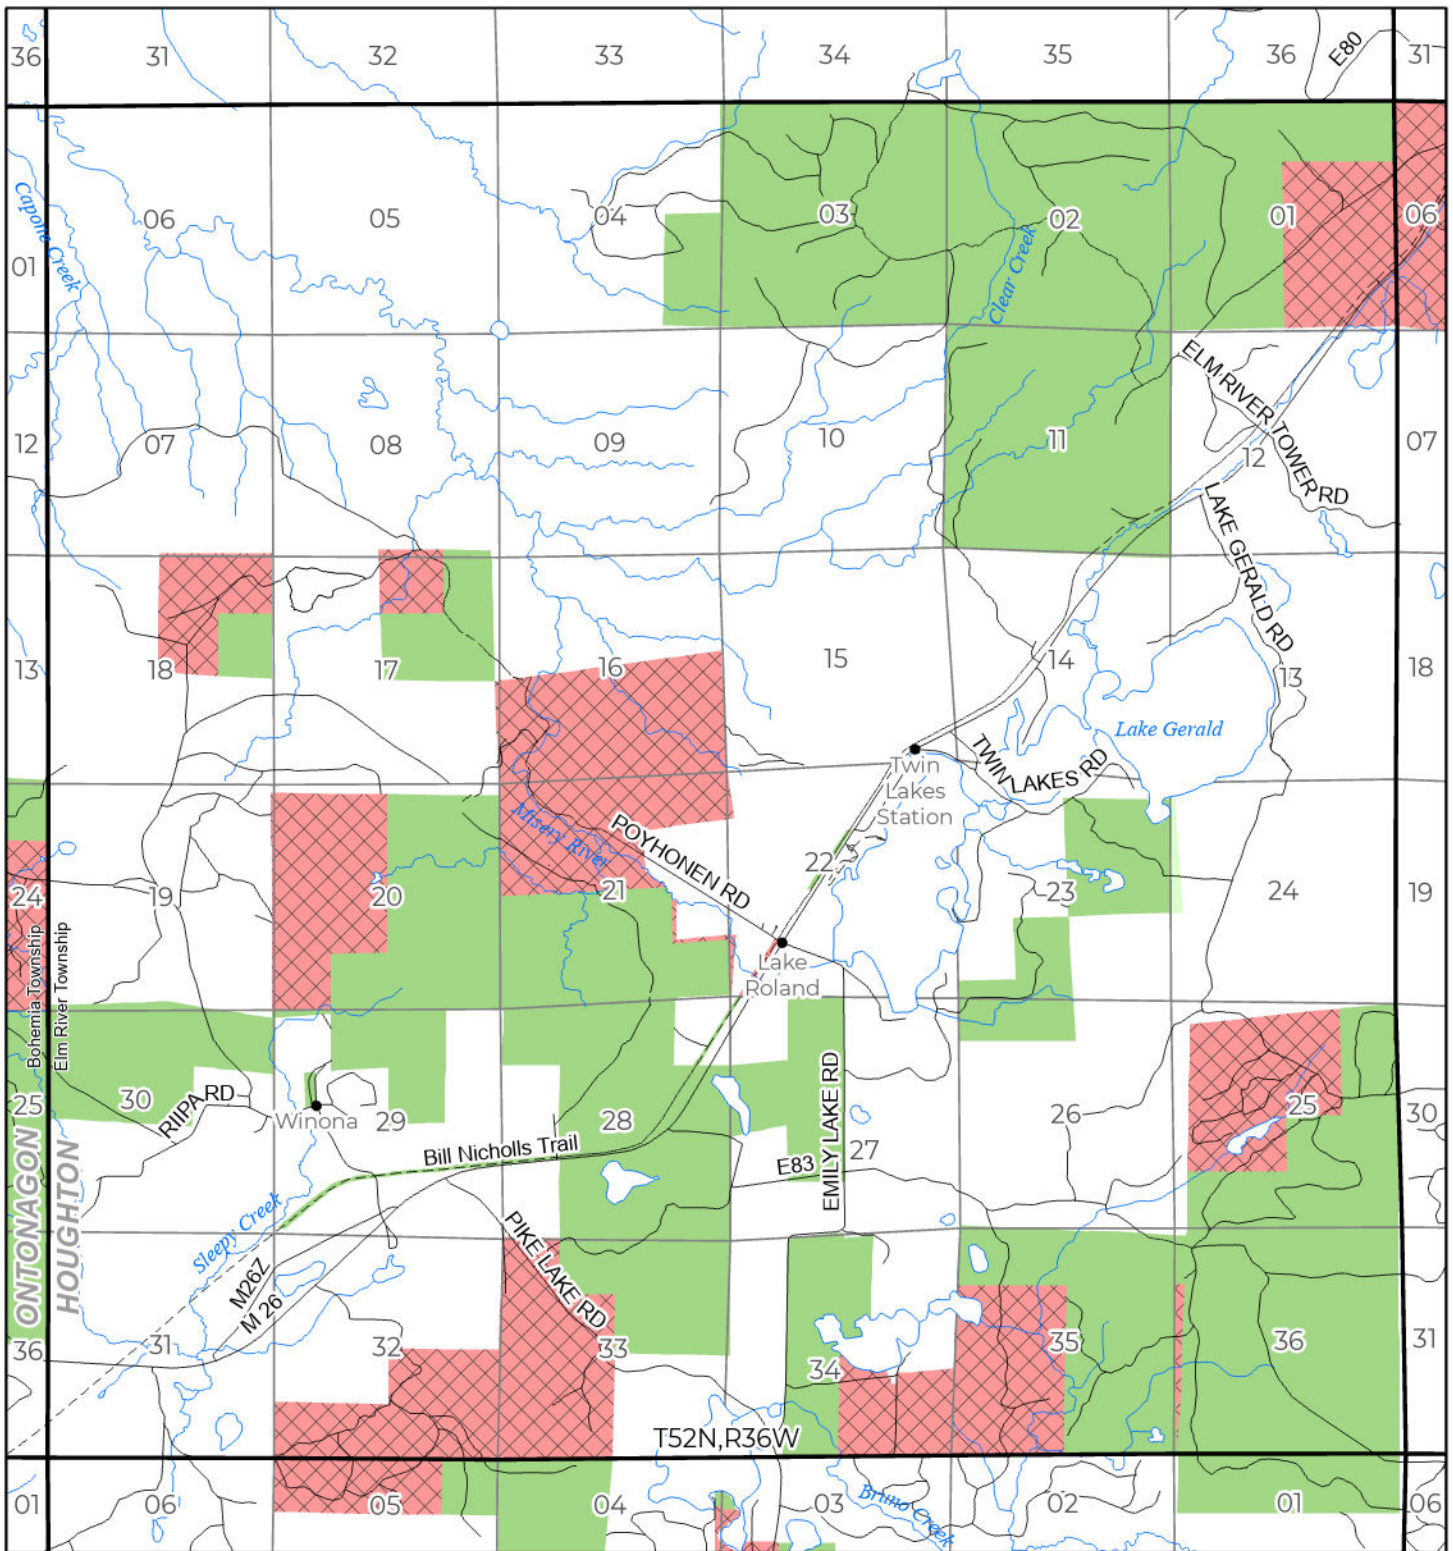 36
31
32
33
34
35
36
E80
31
Capone Creek
06
05
04
03
02
01
06
01
Clear Creek
ELM RIVER TOWER RD
12
07
08
09
10
11
12
07
LAKE GERALD RD
13
18
17
16
15
14
13
18
Lake Gerald
Twin
Lakes
Station
TWIN LAKES RD
Misery River
POYHONEN RD
22
24
19
20
21
23
24
19
Bohemia Township
Elm River Township
Lake
Roland
25
30
RIIPA RD
Winona
29
28
EMILY LAKE RD
26
25
30
Bill Nicholls Trail
E83
27
ONTONAGON
HOUGHTON
Sleepy Creek
M26Z
M 26
PIKE LAKE RD
36
31
32
33
34
35
36
31
T52N,R36W
01
06
05
04
03
Bruno Creek
02
01
06